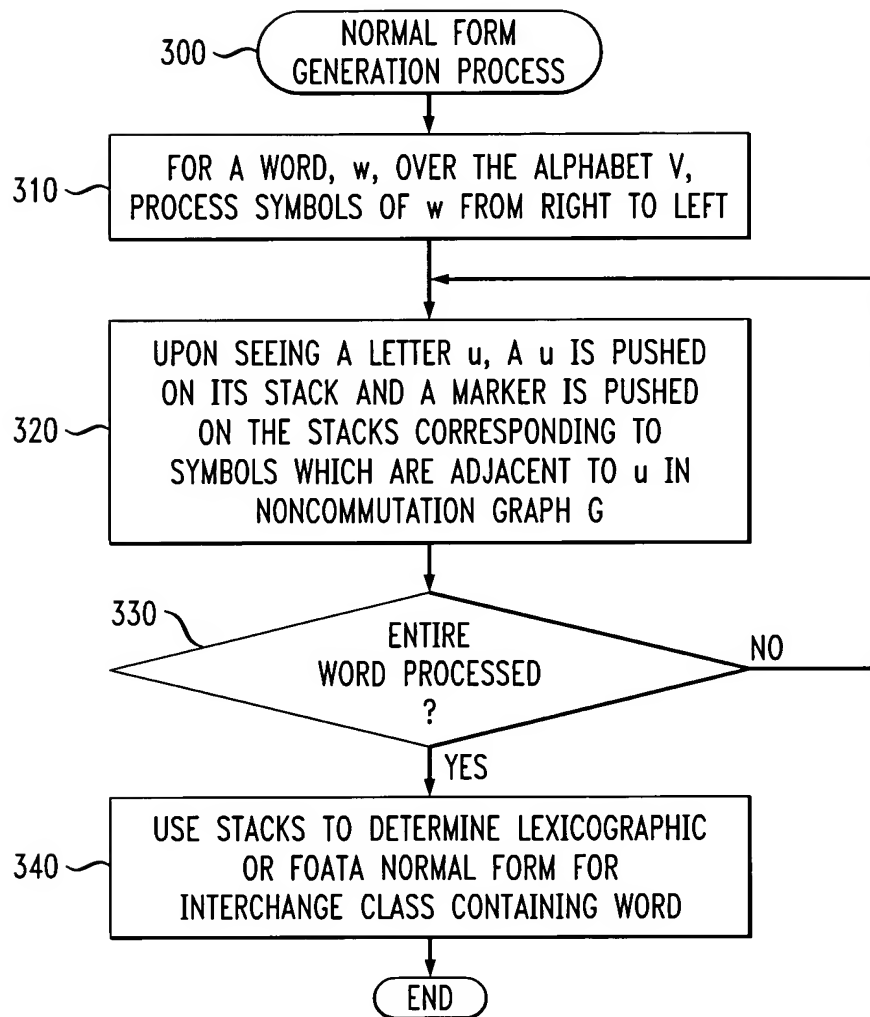 300
NORMAL FORM
GENERATION PROCESS
310
FOR A WORD, w, OVER THE ALPHABET V,
PROCESS SYMBOLS OF w FROM RIGHT TO LEFT
320
UPON SEEING A LETTER u, A u IS PUSHED
ON ITS STACK AND A MARKER IS PUSHED
ON THE STACKS CORRESPONDING TO
SYMBOLS WHICH ARE ADJACENT TO u IN
NONCOMMUTATION GRAPH G
330
ENTIRE
WORD PROCESSED
?
NO
YES
340
USE STACKS TO DETERMINE LEXICOGRAPHIC
OR FOATA NORMAL FORM FOR
INTERCHANGE CLASS CONTAINING WORD
END